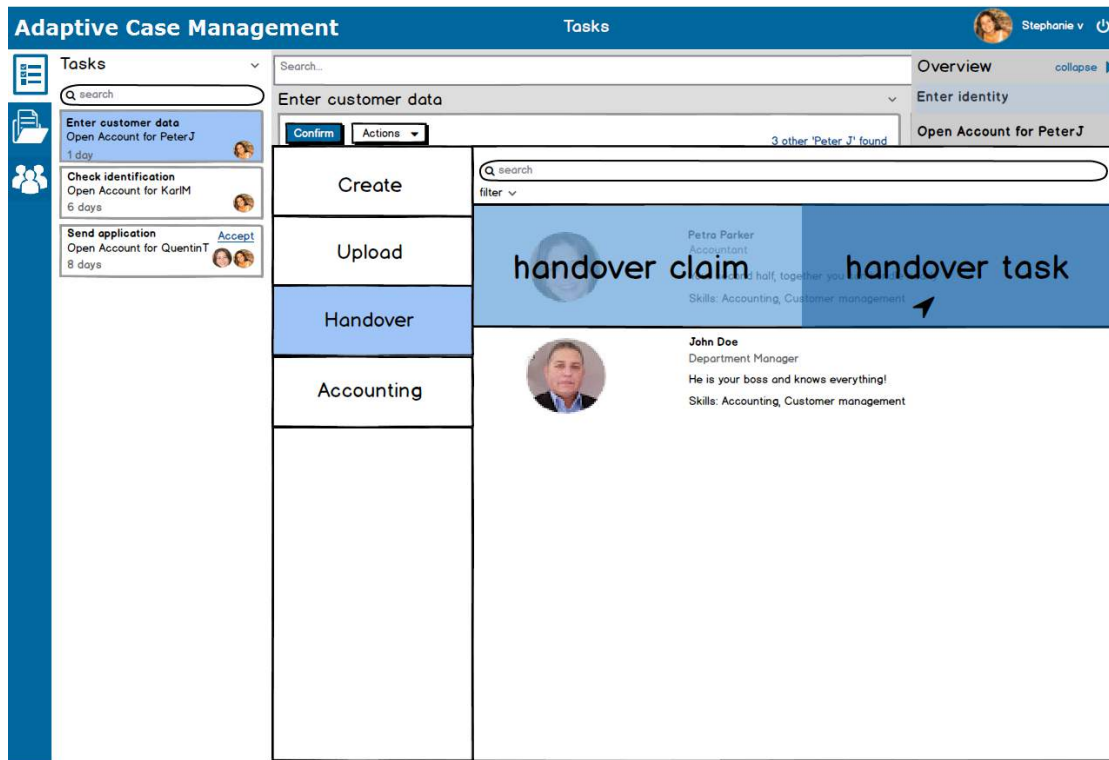 Adaptive Case Management
Tasks
Stephanie v
Tasks
search
Enter customer data
Open Account for PeterJ
1 day
Check identification
Open Account for KarlM
6 days
Send application
Accept
Open Account for QuentinT
8 days
Search...
Enter customer data
Confirm
Actions
3 other 'Peter J' found
Overview
collapse
Enter identity
Open Account for PeterJ
Create
Upload
Handover
Accounting
search
filter
Petra Parker
Accountant
handover claim
handover task
half, together you
Skills: Accounting, Customer management
John Doe
Department Manager
He is your boss and knows everything!
Skills: Accounting, Customer management